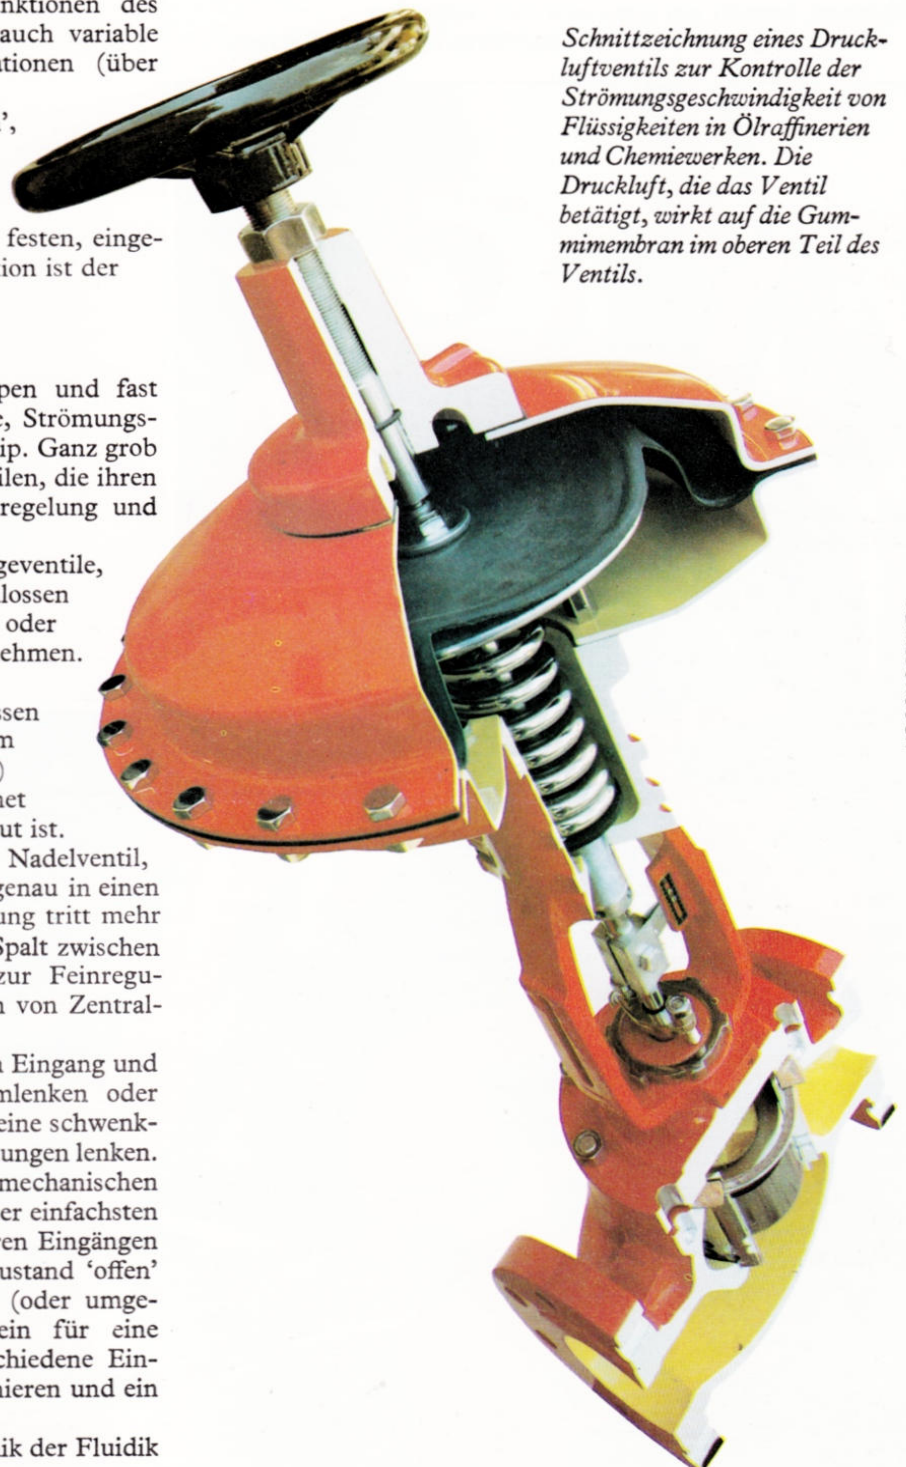 nktionen des
auch variable
tionen (über
’,
festen, einge-
ion ist der
pen und fast
e, Strömungs-
ip. Ganz grob
ilen, die ihren
regelung und
geventile,
lossen
oder
ehmen.
ssen
m
)
net
ut ist.
Nadelventil,
genau in einen
ung tritt mehr
Spalt zwischen
zur Feinregu-
n von Zentral-
n Eingang und
mlenken oder
eine schwenk-
ungen lenken.
mechanischen
er einfachsten
en Eingängen
ustand ‘offen’
(oder umge-
ein für eine
chiedene Ein-
nieren und ein
ik der Fluidik
Schnittzeichnung eines Druck-
luftventils zur Kontrolle der
Strömungsgeschwindigkeit von
Flüssigkeiten in Ölraffinerien
und Chemiewerken. Die
Druckluft, die das Ventil
betätigt, wirkt auf die Gum-
mimembran im oberen Teil des
Ventils.